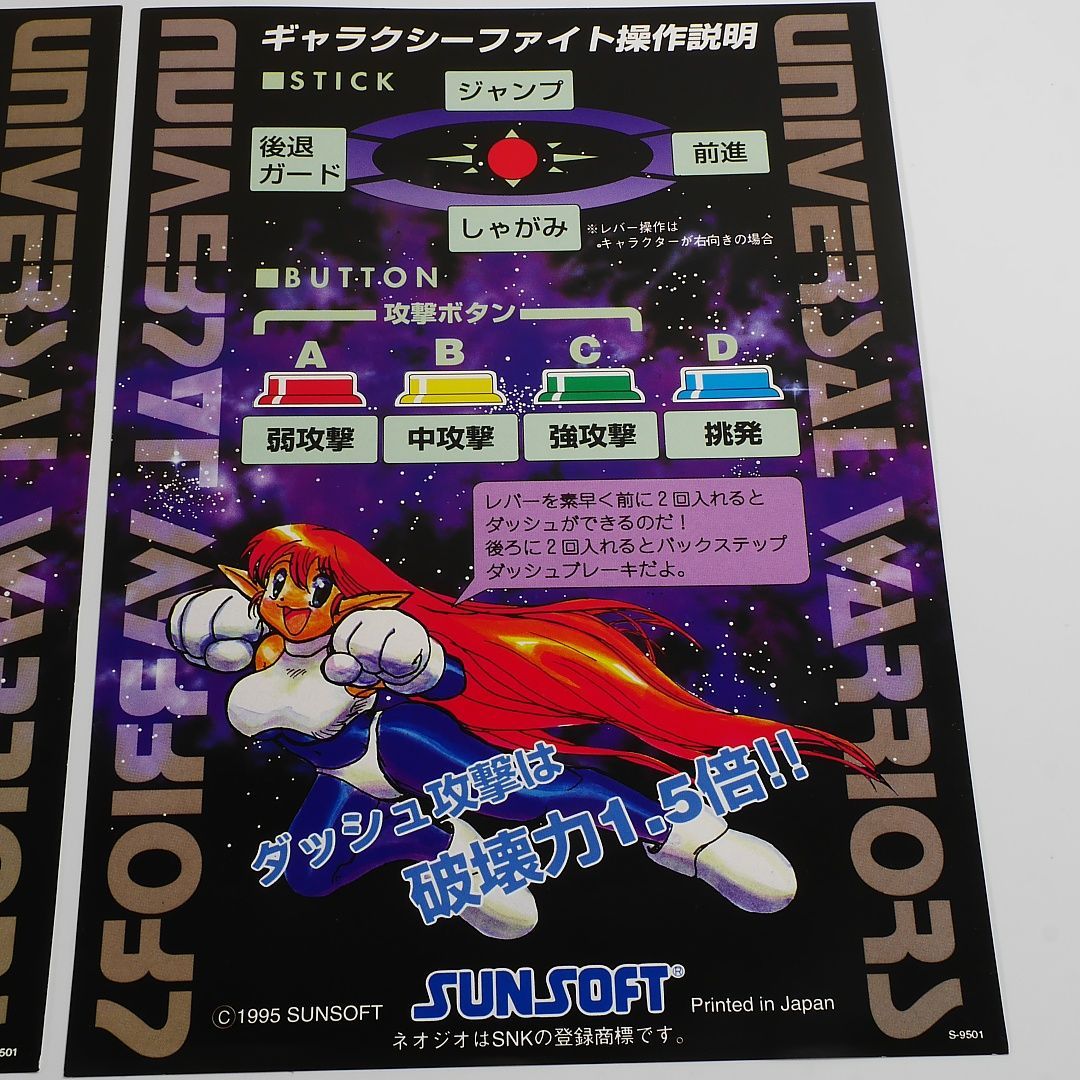 ギャラクシーファイト操作説明
■STICK
ジャンプ
後退
ガード
前進
しゃがみ
※レバー操作は
キャラクターが右向きの場合
■BUTTON
攻撃ボタン
A B C D
弱攻撃 中攻撃 強攻撃 挑発
レバーを素早く前に2回入れると
ダッシュができるのだ!
後ろに2回入れるとバックステップ
ダッシュブレーキだよ。
ダッシュ攻撃は
破壊力1.5倍!!
UNIVERSAL WARRIORS
UNIVERSAL WARRIORS
©1995 SUNSOFT
SUNSOFT®
Printed in Japan
ネオジオはSNKの登録商標です。
S-9501
UNIVERSAL WARRIORS
501